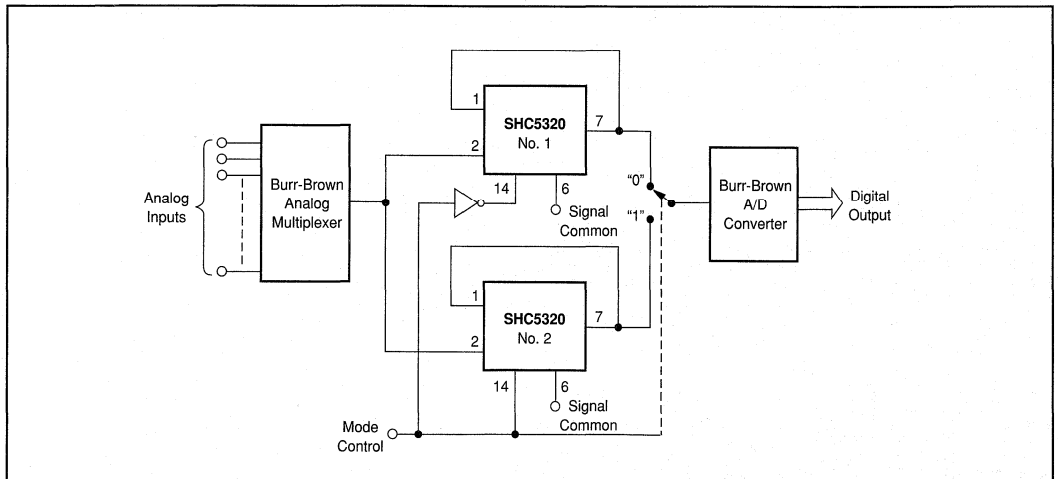 1
SHC5320
No. 1
7
2
14
6
Signal
Common
Analog
Inputs
Burr-Brown
Analog
Multiplexer
"0"
"1"
Burr-Brown
A/D
Converter
Digital
Output
1
SHC5320
No. 2
7
2
14
6
Signal
Common
Mode
Control